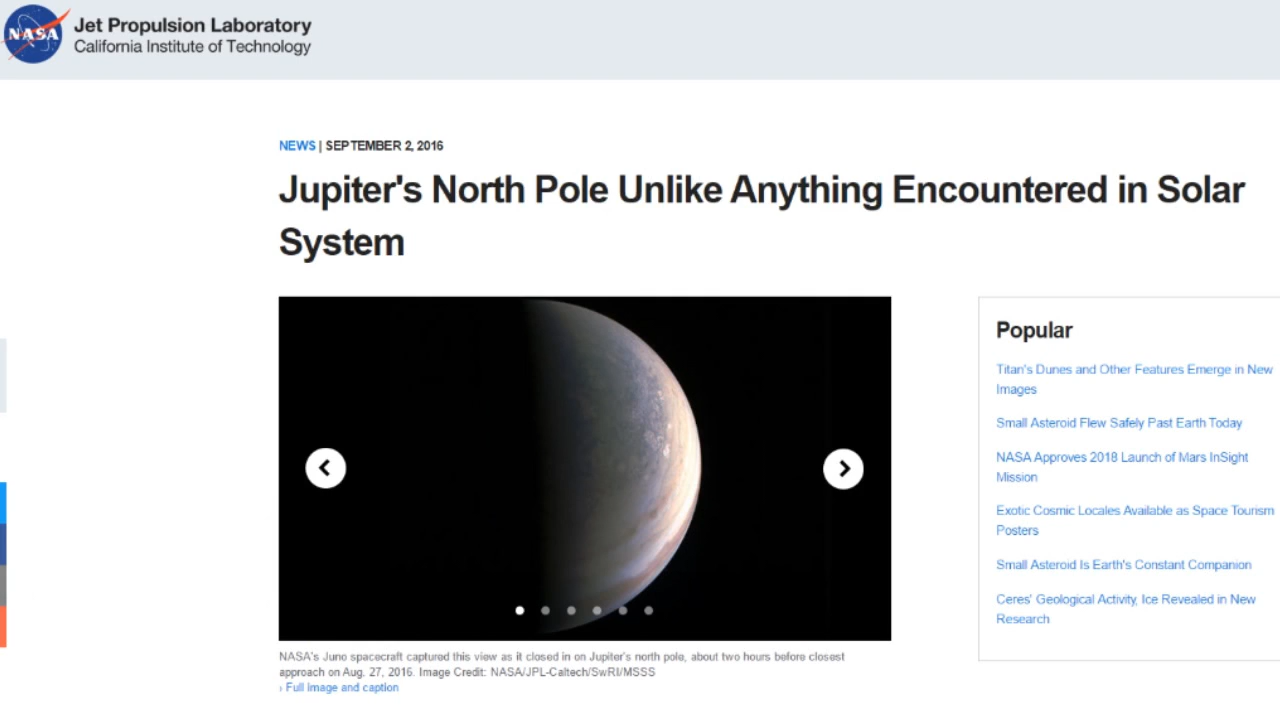 NASA
Jet Propulsion Laboratory
California Institute of Technology
NEWS | SEPTEMBER 2, 2016
Jupiter's North Pole Unlike Anything Encountered in Solar
System
NASA's Juno spacecraft captured this view as it closed in on Jupiter's north pole, about two hours before closest
approach on Aug. 27, 2016. Image Credit: NASA/JPL-Caltech/SwRI/MSSS
› Full image and caption
Popular
Titan's Dunes and Other Features Emerge in New
Images
Small Asteroid Flew Safely Past Earth Today
NASA Approves 2018 Launch of Mars InSight
Mission
Exotic Cosmic Locales Available as Space Tourism
Posters
Small Asteroid Is Earth's Constant Companion
Ceres' Geological Activity, Ice Revealed in New
Research